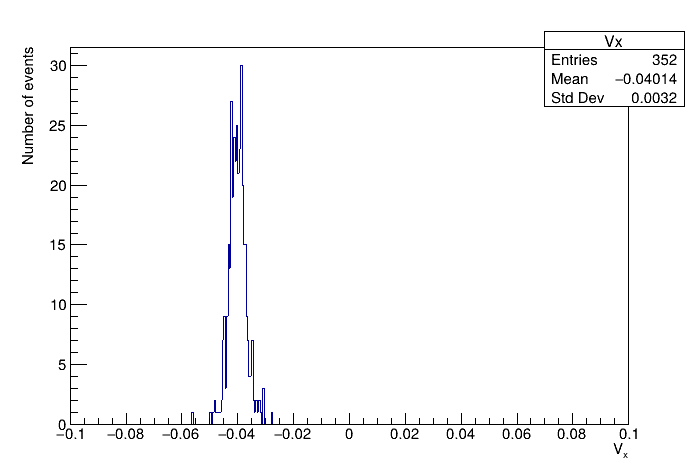 Vx
Entries 352
Mean −0.04014
Std Dev 0.0032
Number of events
30
25
20
15
10
5
0
−0.1 −0.08 −0.06 −0.04 −0.02 0 0.02 0.04 0.06 0.08 0.1
Vx